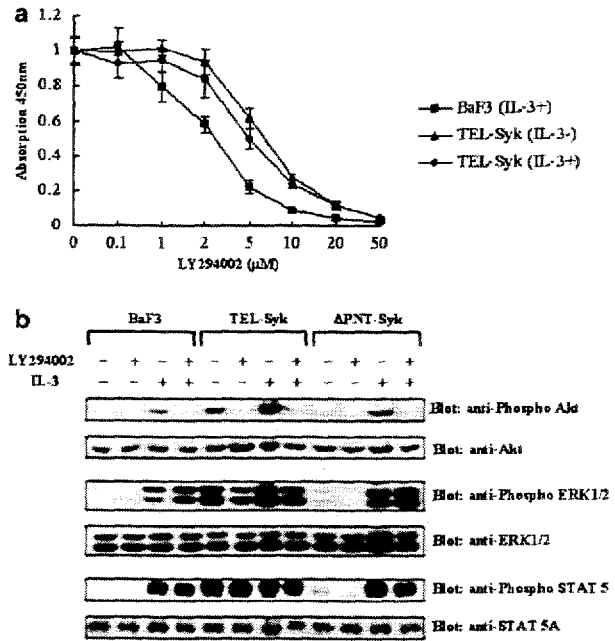 a
1.2
1
0.8
0.6
0.4
0.2
0
Absorption 450nm
0 0.1 1 2 5 10 20 50
LY294002 (μM)
BaF3 (IL-3+)
TEL-Syk (IL-3-)
TEL-Syk (IL-3+)
b
BaF3 TEL-Syk ΔPNT-Syk
LY294002 - + - + - + - + - + - +
IL-3 - - + + - - + + - - + +
Blot: anti-Phospho Akt
Blot: anti-Akt
Blot: anti-Phospho ERK1/2
Blot: anti-ERK1/2
Blot: anti-Phospho STAT 5
Blot: anti-STAT 5A